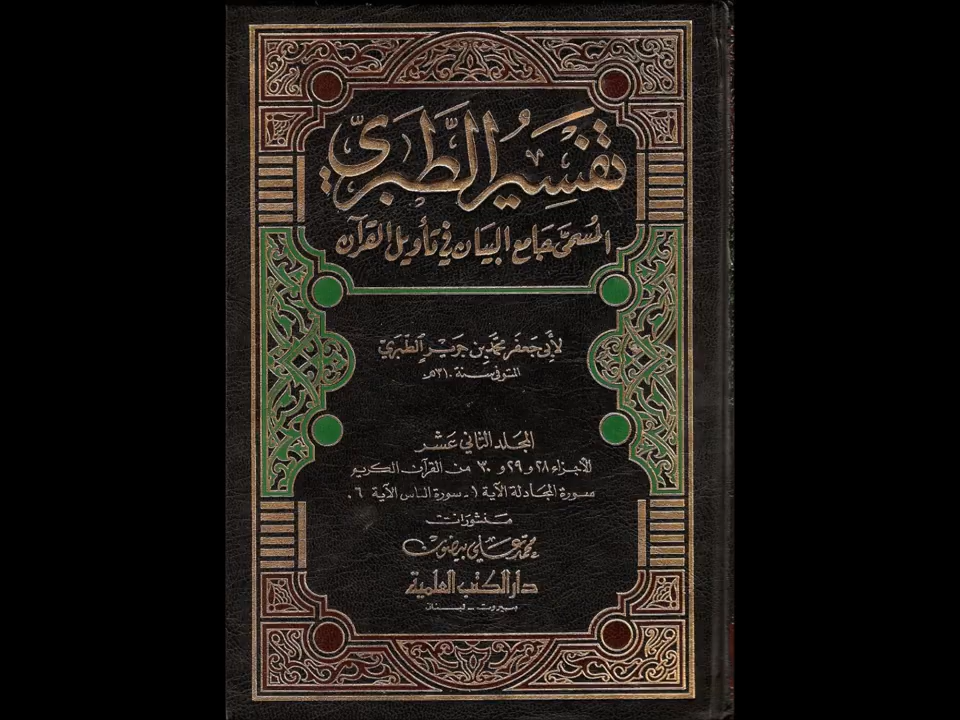 تفسير الطبري
المسمى جامع البيان في تأويل القرآن
لأبي جعفر محمد بن جرير الطبري
المتوفى سنة ٣١٠هـ
المجلد الثاني عشر
الأجزاء ٢٨ و ٢٩ و ٣٠ من القرآن الكريم
سورة المجادلة الآية ١ - سورة الناس الآية ٦.
منشورات
محمد علي بيضون
دار الكتب العلمية
بيروت - لبنان